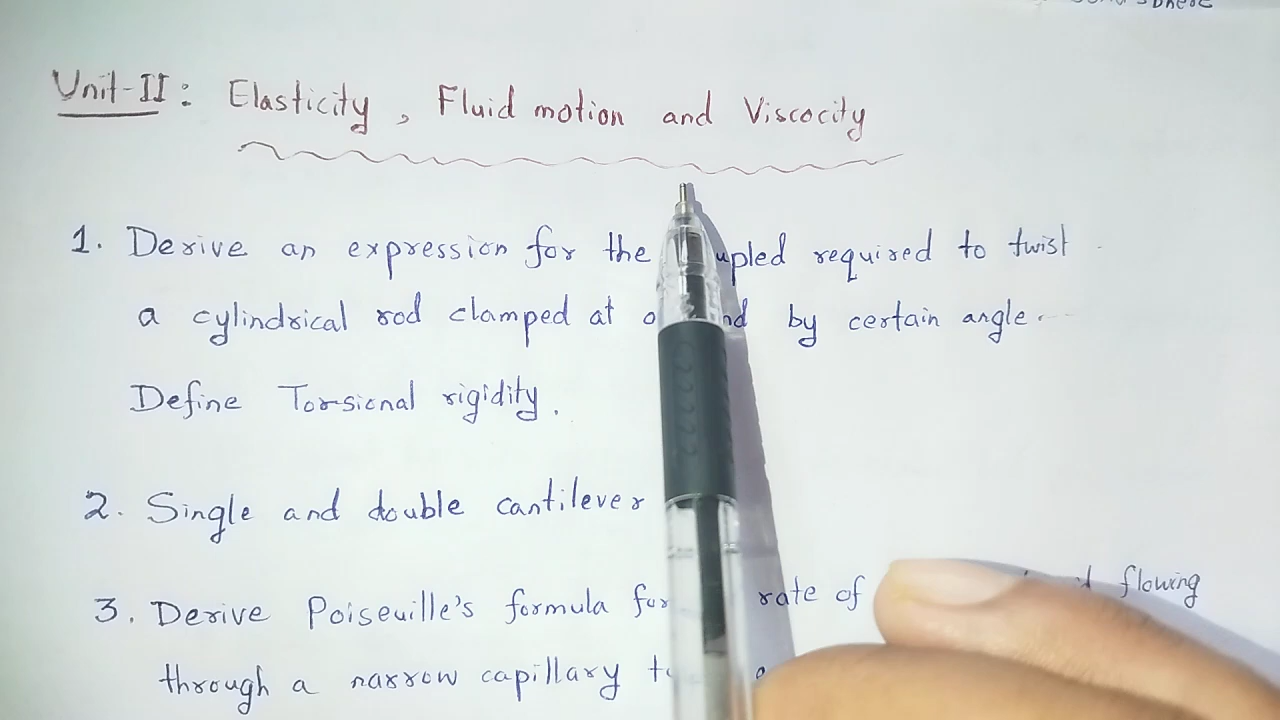 Unit-II: Elasticity, Fluid motion and Viscocity
1. Derive an expression for the required to twist
a cylindrical rod clamped at by certain angle.
Define Torsional rigidity.
2. Single and double cantilever
3. Derive Poiseuille's formula for rate of flowing
through a narrow capillary